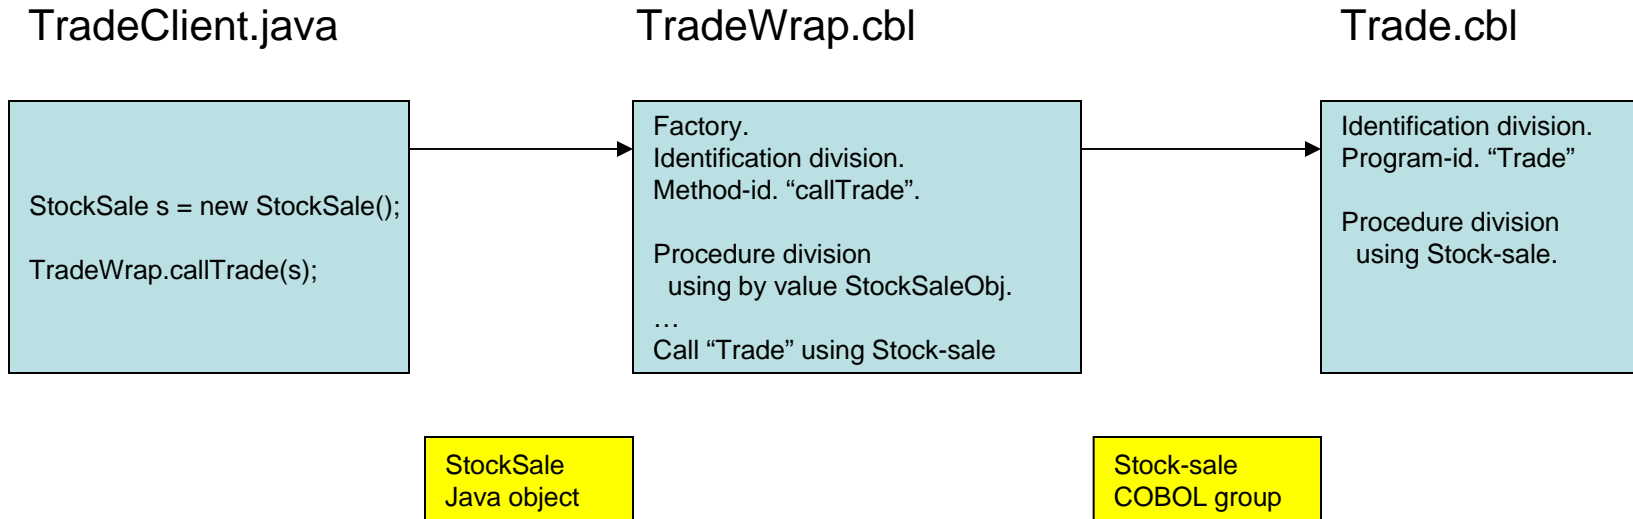 TradeClient.java
TradeWrap.cbl
Trade.cbl
StockSale s = new StockSale();
TradeWrap.callTrade(s);
Factory.
Identification division.
Method-id. “callTrade”.
Procedure division
using by value StockSaleObj.
…
Call “Trade” using Stock-sale
Identification division.
Program-id. “Trade”
Procedure division
using Stock-sale.
StockSale
Java object
Stock-sale
COBOL group